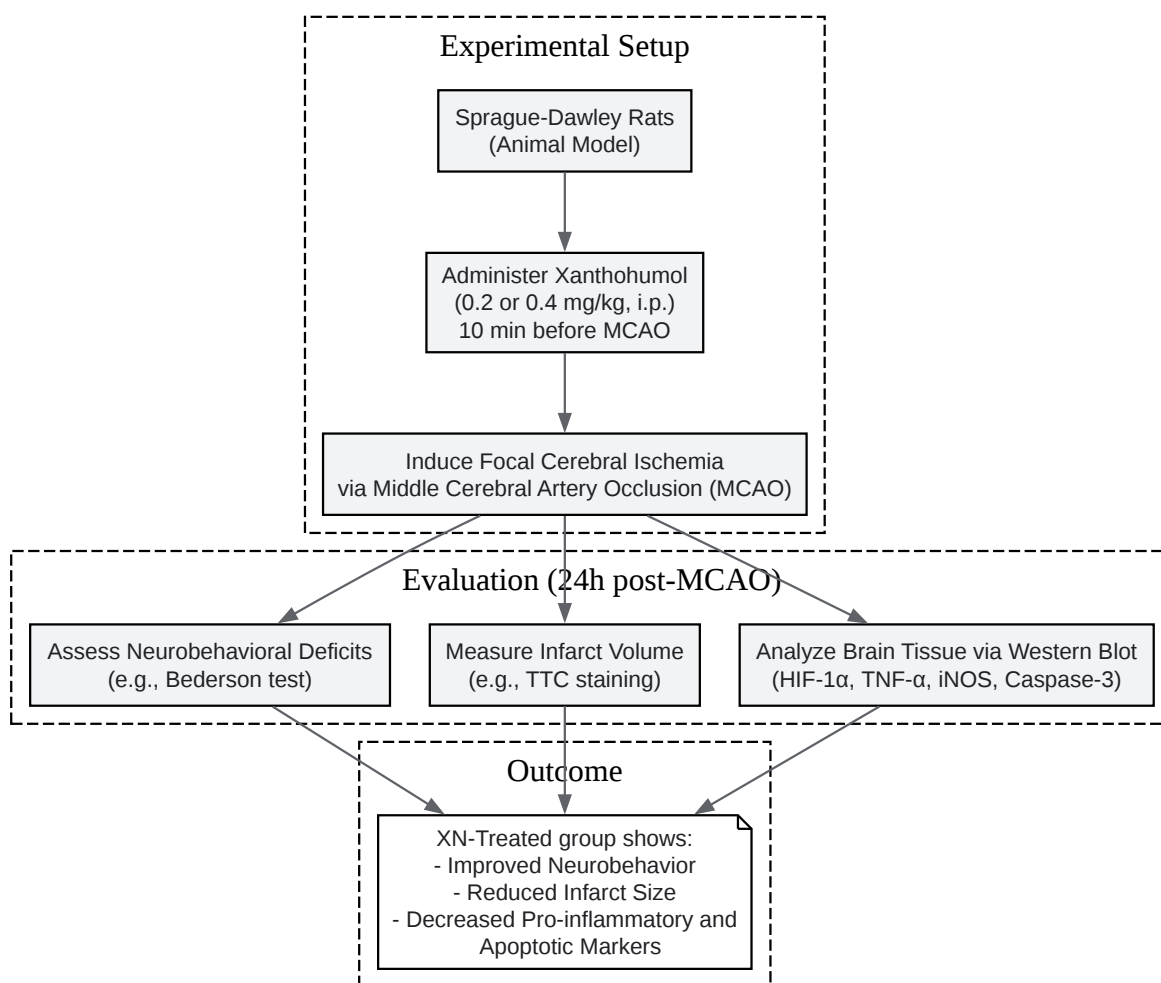 Experimental Setup
Sprague-Dawley Rats
(Animal Model)
Administer Xanthohumol
(0.2 or 0.4 mg/kg, i.p.)
10 min before MCAO
Induce Focal Cerebral Ischemia
via Middle Cerebral Artery Occlusion (MCAO)
Evaluation (24h post-MCAO)
Assess Neurobehavioral Deficits
(e.g., Bederson test)
Measure Infarct Volume
(e.g., TTC staining)
Analyze Brain Tissue via Western Blot
(HIF-1α, TNF-α, iNOS, Caspase-3)
Outcome
XN-Treated group shows:
- Improved Neurobehavior
- Reduced Infarct Size
- Decreased Pro-inflammatory and
Apoptotic Markers